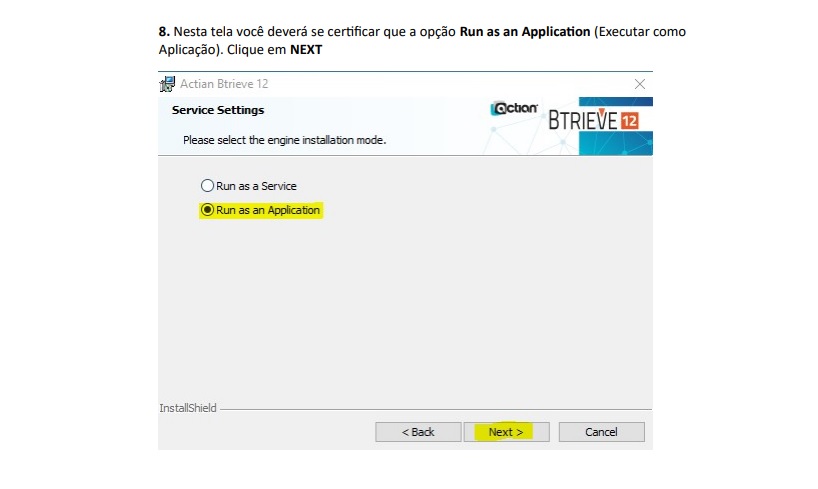 8. Nesta tela você deverá se certificar que a opção Run as an Application (Executar como
Aplicação). Clique em NEXT
Actian Btrieve 12
Service Settings
Please select the engine installation mode.
actian
BTRIEVE 12
Run as a Service
Run as an Application
InstallShield
< Back
Next >
Cancel